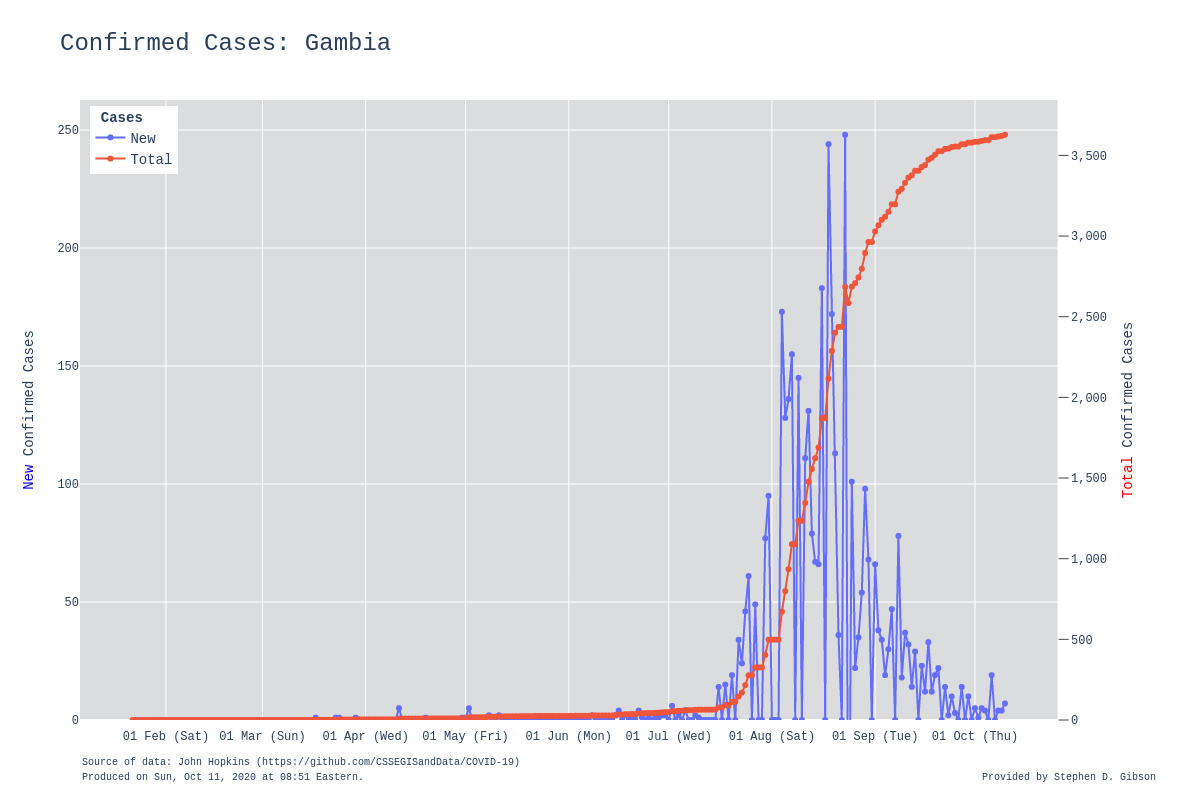 Confirmed Cases: Gambia
Cases
New
Total
250
200
150
100
50
0
3,500
3,000
2,500
2,000
1,500
1,000
500
0
New Confirmed Cases
Total Confirmed Cases
01 Feb (Sat)
01 Mar (Sun)
01 Apr (Wed)
01 May (Fri)
01 Jun (Mon)
01 Jul (Wed)
01 Aug (Sat)
01 Sep (Tue)
01 Oct (Thu)
Source of data: John Hopkins (https://github.com/CSSEGISandData/COVID-19)
Produced on Sun, Oct 11, 2020 at 08:51 Eastern.
Provided by Stephen D. Gibson